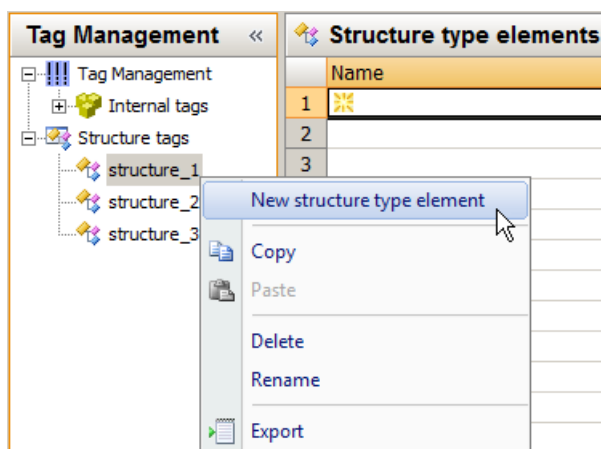 Tag Management «
Tag Management
Internal tags
Structure tags
structure_1
structure_2
structure_3
Structure type elements
Name
1
2
3
New structure type element
Copy
Paste
Delete
Rename
Export